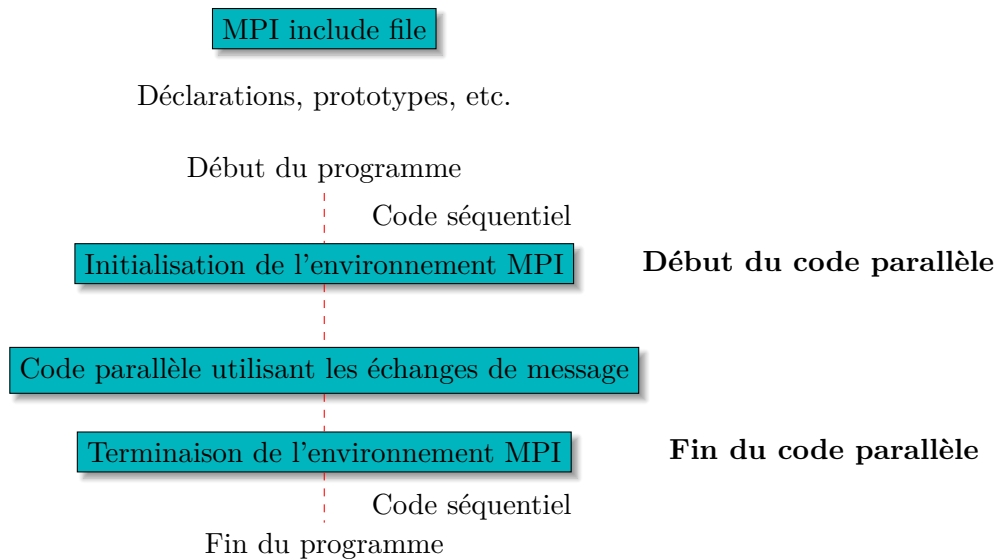 MPI include file
Déclarations, prototypes, etc.
Début du programme
Code séquentiel
Initialisation de l'environnement MPI
Début du code parallèle
Code parallèle utilisant les échanges de message
Terminaison de l'environnement MPI
Fin du code parallèle
Code séquentiel
Fin du programme